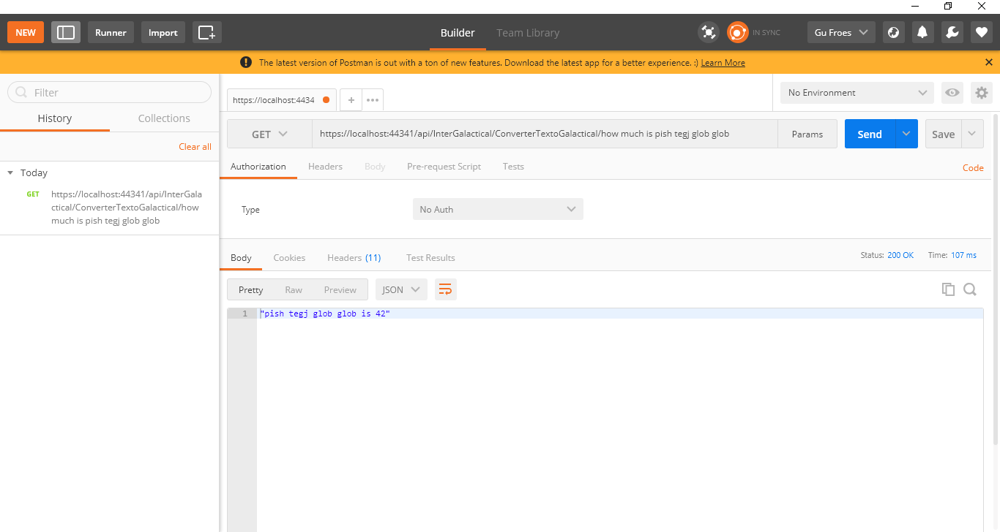 NEW
Runner
Import
Builder
Team Library
IN SYNC
Gu Froes
The latest version of Postman is out with a ton of new features. Download the latest app for a better experience. :) Learn More
Filter
History
Collections
Clear all
Today
GET
https://localhost:44341/api/InterGala
ctical/ConverterTextoGalactical/how
much is pish tegj glob glob
https://localhost:4434
No Environment
GET
https://localhost:44341/api/InterGalactical/ConverterTextoGalactical/how much is pish tegj glob glob
Params
Send
Save
Authorization
Headers
Body
Pre-request Script
Tests
Code
Type
No Auth
Body
Cookies
Headers (11)
Test Results
Status: 200 OK
Time: 107 ms
Pretty
Raw
Preview
JSON
1
"pish tegj glob glob is 42"